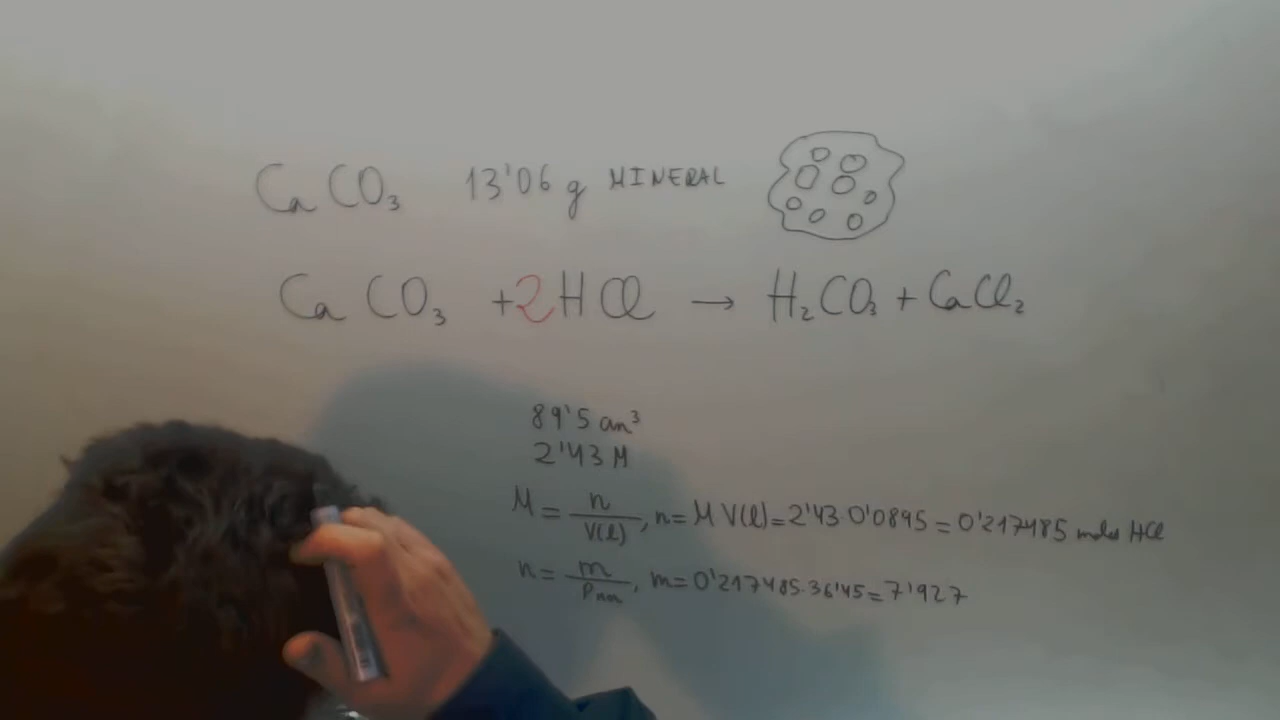 CaCO₃ 13'06 g MINERAL
CaCO₃ + 2HCl → H₂CO₃ + CaCl₂
89'5 cm³
2'43 M
M = n/V(l), n = M V(l) = 2'43 0'0895 = 0'217485 moles HCl
n = m/Pmm, m = 0'217485·36'45 = 7'927